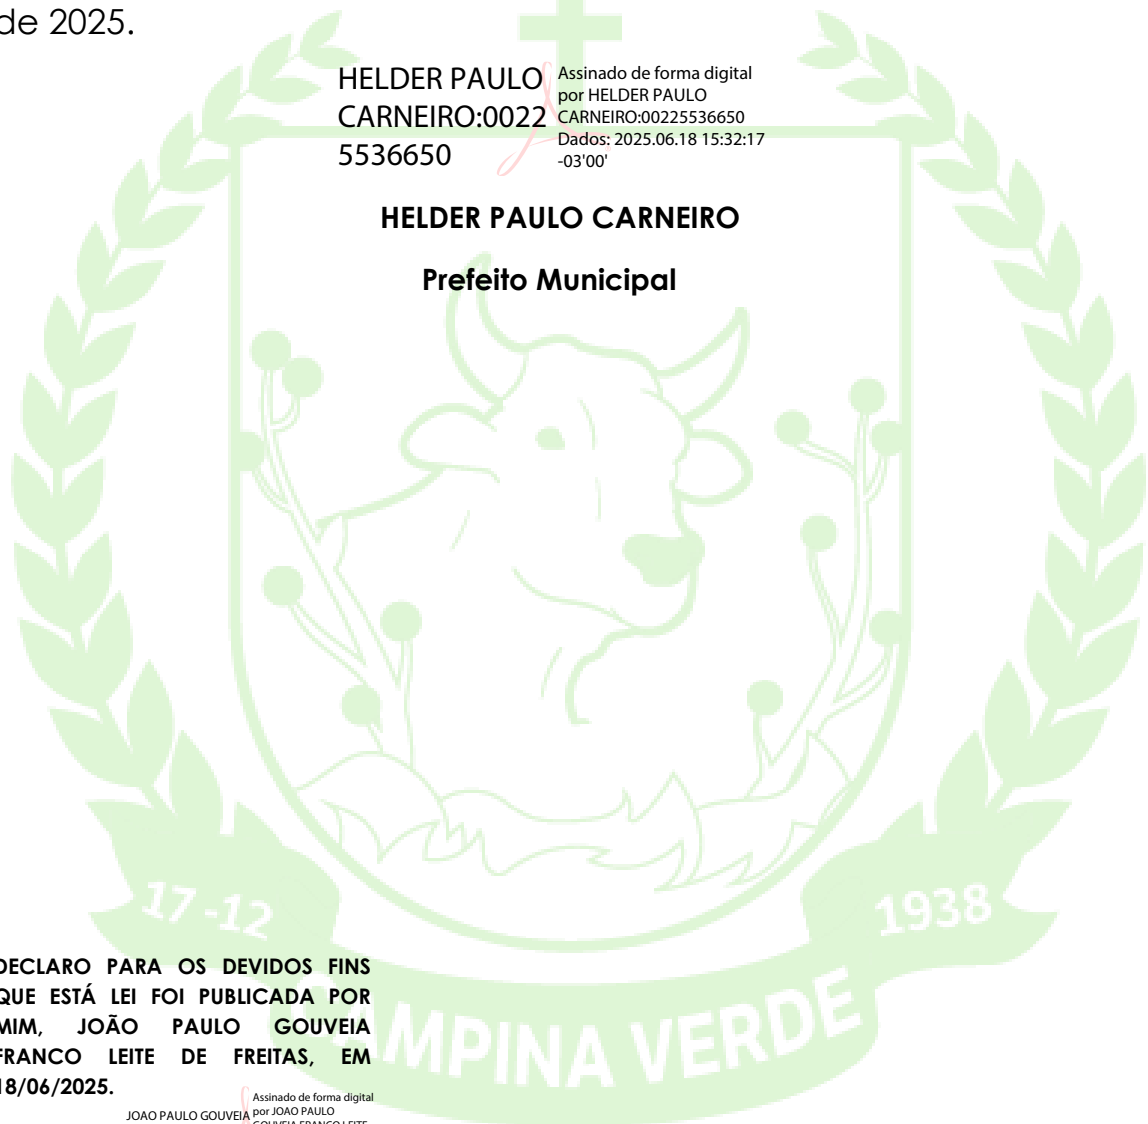 de 2025.
HELDER PAULO
CARNEIRO:0022
5536650
Assinado de forma digital
por HELDER PAULO
CARNEIRO:00225536650
Dados: 2025.06.18 15:32:17
-03'00'
HELDER PAULO CARNEIRO
Prefeito Municipal
17-12
1938
CAMPINA VERDE
DECLARO PARA OS DEVIDOS FINS
QUE ESTÁ LEI FOI PUBLICADA POR
MIM, JOÃO PAULO GOUVEIA
FRANCO LEITE DE FREITAS, EM
18/06/2025.
JOAO PAULO GOUVEIA
Assinado de forma digital
por JOAO PAULO
GOUVEIA FRANCO LEITE